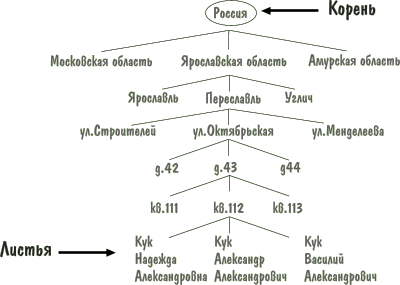 Россия Корень
Московская область Ярославская область Амурская область
Ярославль Переславль Углич
ул.Строителей ул.Октябрьская ул.Менделеева
д.42 д.43 д44
кв.111 кв.112 кв.113
Листья
Кук Кук Кук
Надежда Александр Василий
Александровна Александрович Александрович